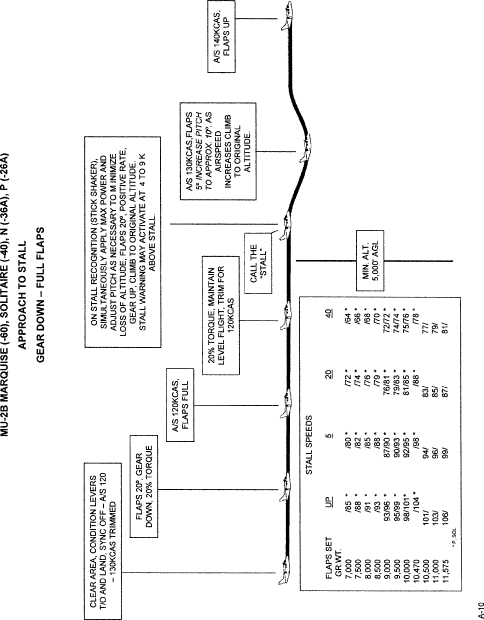 MU-2B MARQUISE (-60), SOLITAIRE (-40), N (-36A), P (-26A)
APPROACH TO STALL
GEAR DOWN – FULL FLAPS
CLEAR AREA, CONDITION LEVERS
T/O AND LAND, SYNC OFF – A/S 120
– 130KCAS TRIMMED
FLAPS 20º, GEAR
DOWN, 20% TORQUE
A/S 120KCAS,
FLAPS FULL
20% TORQUE, MAINTAIN
LEVEL FLIGHT, TRIM FOR
120KCAS
CALL THE
"STALL"
ON STALL RECOGNITION (STICK SHAKER),
SIMULTANEOUSLY APPLY MAX POWER AND
ADJUST PITCH AS NECESSARY TO MINIMIZE
LOSS OF ALTITUDE. FLAPS 20º, POSITIVE RATE,
GEAR UP, CLIMB TO ORIGINAL ALTITUDE.
STALL WARNING MAY ACTIVATE AT 4 TO 9 K
ABOVE STALL.
A/S 130KCAS,FLAPS
5º INCREASE PITCH
TO APPROX. 10º. AS
AIRSPEED
INCREASES CLIMB
TO ORIGINAL
ALTITUDE.
A/S 140KCAS,
FLAPS UP
MIN. ALT.
5,000' AGL
STALL SPEEDS
FLAPS SET UP 5 20 40
GR WT.
7,000 /85 /80 * /72 * /64 *
7,500 /88 * /82 * /74 * /66 *
8,000 /91 * /85 * /76 * /68 *
8,500 /93 * /88 * /79 * /70 *
9,000 93/96 * 87/90 * 76/81 * 72/72 *
9,500 95/99 * 90/93 * 79/83 * 74/74 *
10,000 98/101* 92/95 * 81/85 * 75/76 *
10,470 /104 * /98 * /88 * /78 *
10,500 101/ 94/ 83/ 77/
11,000 103/ 96/ 85/ 79/
11,575 106/ 99/ 87/ 81/
* P, SOL
A-10